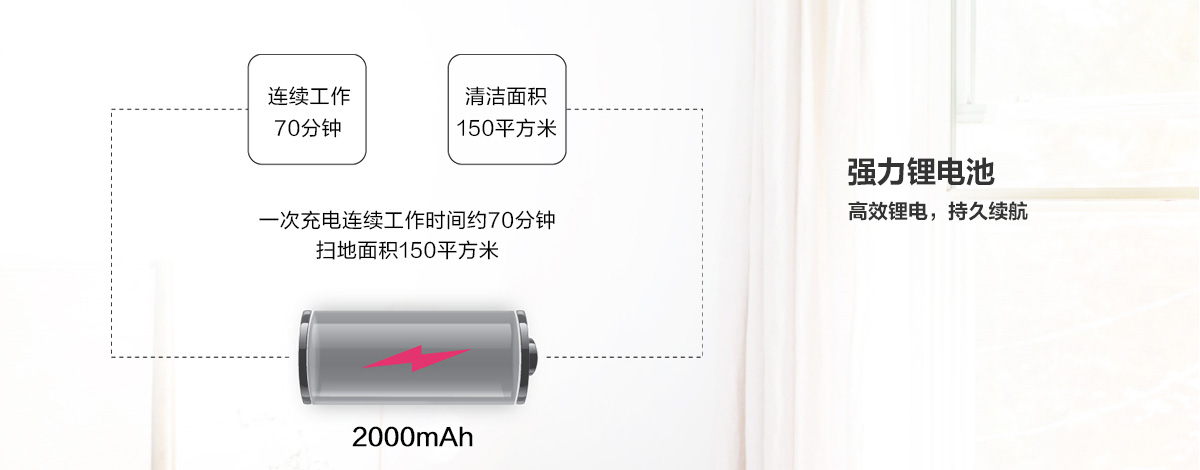 连续工作
70分钟
清洁面积
150平方米
一次充电连续工作时间约70分钟
扫地面积150平方米
2000mAh
强力锂电池
高效锂电，持久续航